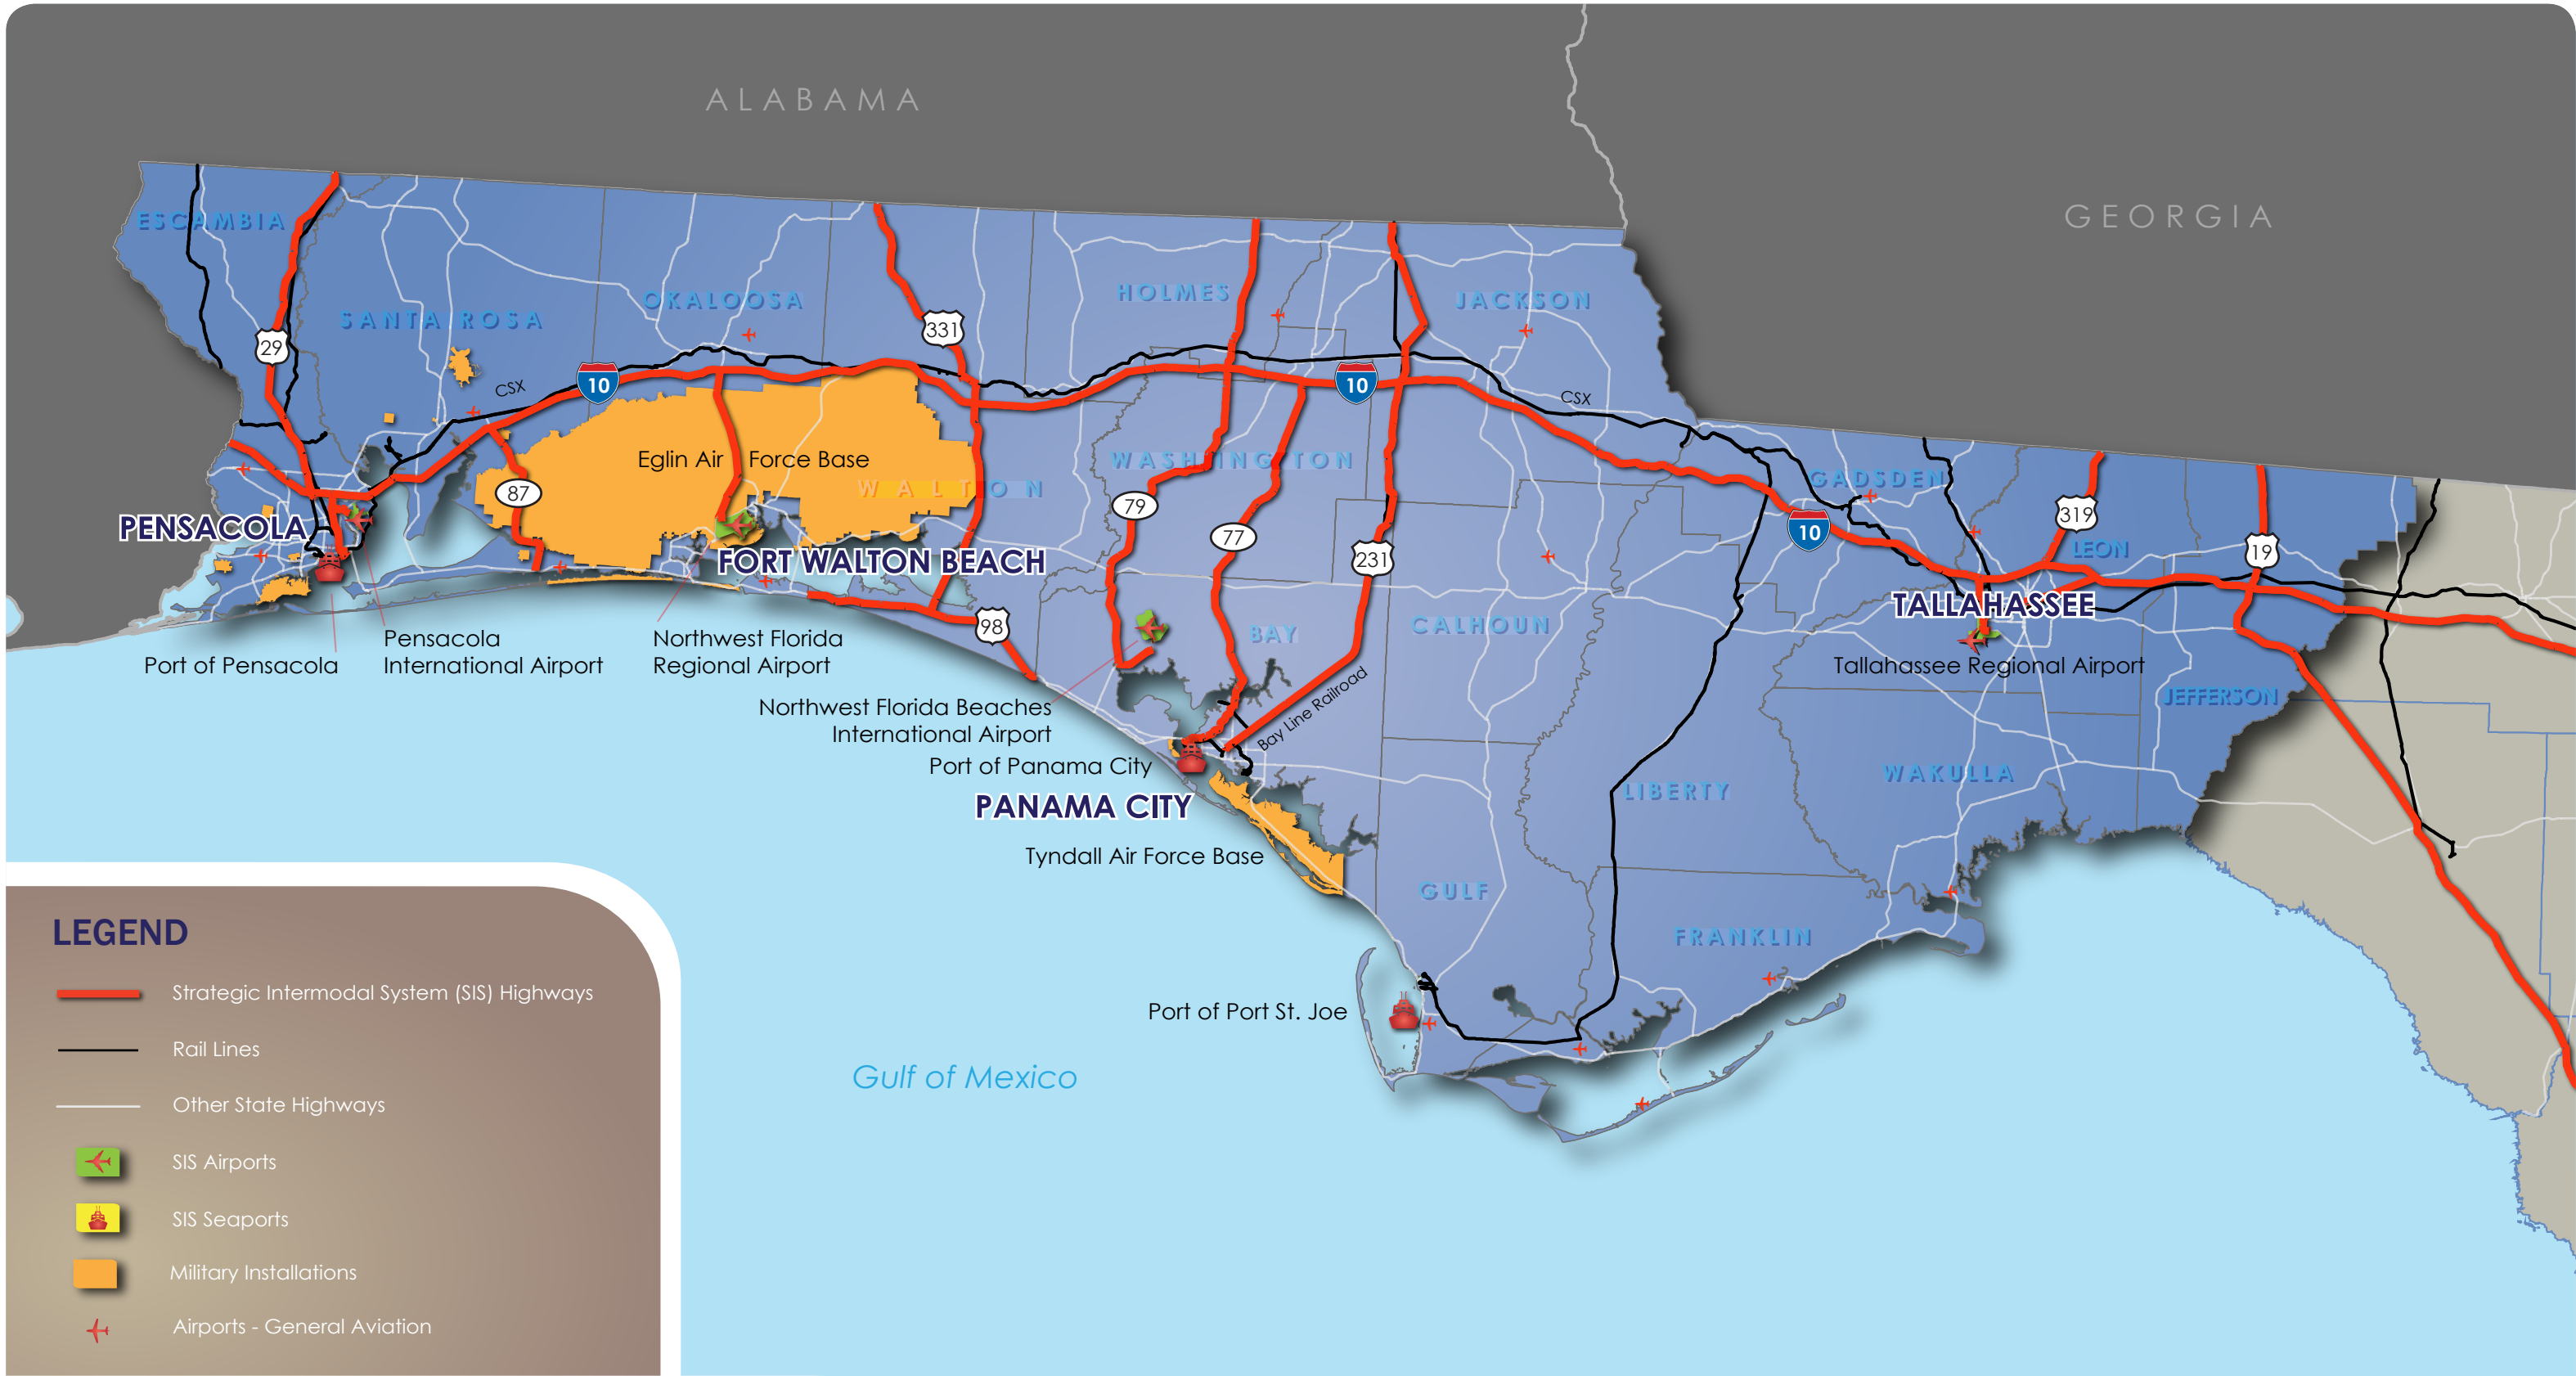 ALABAMA
GEORGIA
ESCAMBIA
SANTA ROSA
OKALOOSA
HOLMES
JACKSON
29
331
10
10
CSX
CSX
Eglin Air Force Base
WALTON
WASHINGTON
GADSDEN
87
79
77
231
10
319
19
LEON
PENSACOLA
FORT WALTON BEACH
TALLAHASSEE
98
BAY
CALHOUN
Port of Pensacola
Pensacola
International Airport
Northwest Florida
Regional Airport
Tallahassee Regional Airport
JEFFERSON
Northwest Florida Beaches
International Airport
Bay Line Railroad
Port of Panama City
PANAMA CITY
WAKULLA
LIBERTY
Tyndall Air Force Base
GULF
FRANKLIN
Port of Port St. Joe
Gulf of Mexico
LEGEND
Strategic Intermodal System (SIS) Highways
Rail Lines
Other State Highways
SIS Airports
SIS Seaports
Military Installations
Airports - General Aviation